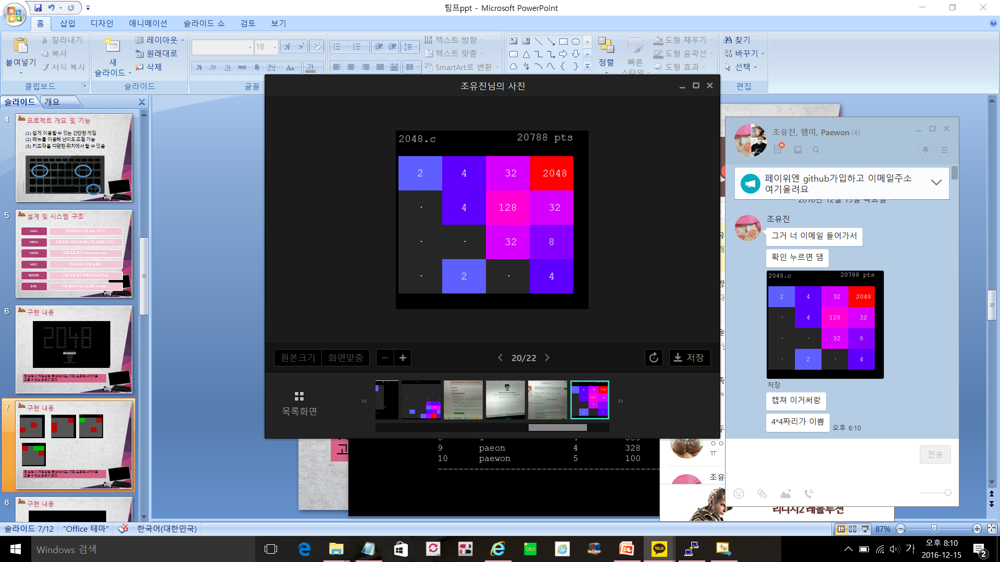 팀프ppt - Microsoft PowerPoint
홈 삽입 디자인 애니메이션 슬라이드 쇼 검토 보기
붙여넣기
잘라내기
복사
서식 복사
클립보드
새
슬라이드
레이아웃
원래대로
삭제
슬라이드
18
글꼴
텍스트 방향
텍스트 맞춤
SmartArt로 변환
정렬
빠른
스타일
도형 채우기
도형 윤곽선
도형 효과
찾기
바꾸기
선택
편집
슬라이드 개요
4
프로젝트 개요 및 기능
(1) 쉽게 이용할 수 있는 간단한 게임
(2) 메뉴를 이용해 난이도 조절 가능
(3) 키조작을 다양한 위치에서 할 수 있음
5
설계 및 시스템 구조
MAIN
MENU
MODE
HELP
RECORD
SIZE
6
구현 내용
2048
7
구현 내용
8
구현 내용
조유진님의 사진
2048.c 20788 pts
2 4 32 2048
· 4 128 32
· · 32 8
· 2 · 4
원본크기 화면맞춤 − + 20/22 저장
목록화면
9 paeon 4 328
10 paewon 5 100
고
조유진, 햄미, Paewon (4)
페이위엔 github가입하고 이메일주소
여기올려요
2016년 12월 15일 목요일
조유진
그거 너 이메일 들어가서
확인 누르면 댐
2048.c 20788 pts
2 4 32 2048
· 4 128 32
· · 32 8
· 2 · 4
저장
캡쳐 이거써랑
4*4짜리가 이쁨
오후 6:10
전송
ㅇㅇ
ㅠ
조유
리니지2 레볼루션
슬라이드 7/12 "Office 테마" 한국어(대한민국) 87%
Windows 검색
Dict
TALK
가
오후 8:10
2016-12-15
2